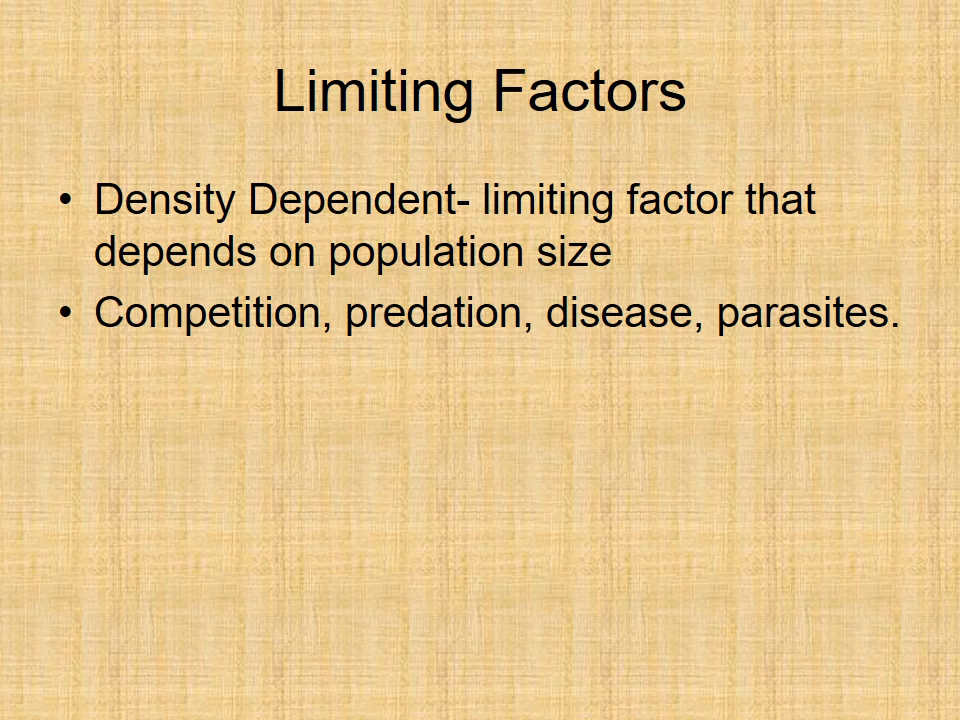 Limiting Factors
• Density Dependent- limiting factor that
depends on population size
• Competition, predation, disease, parasites.